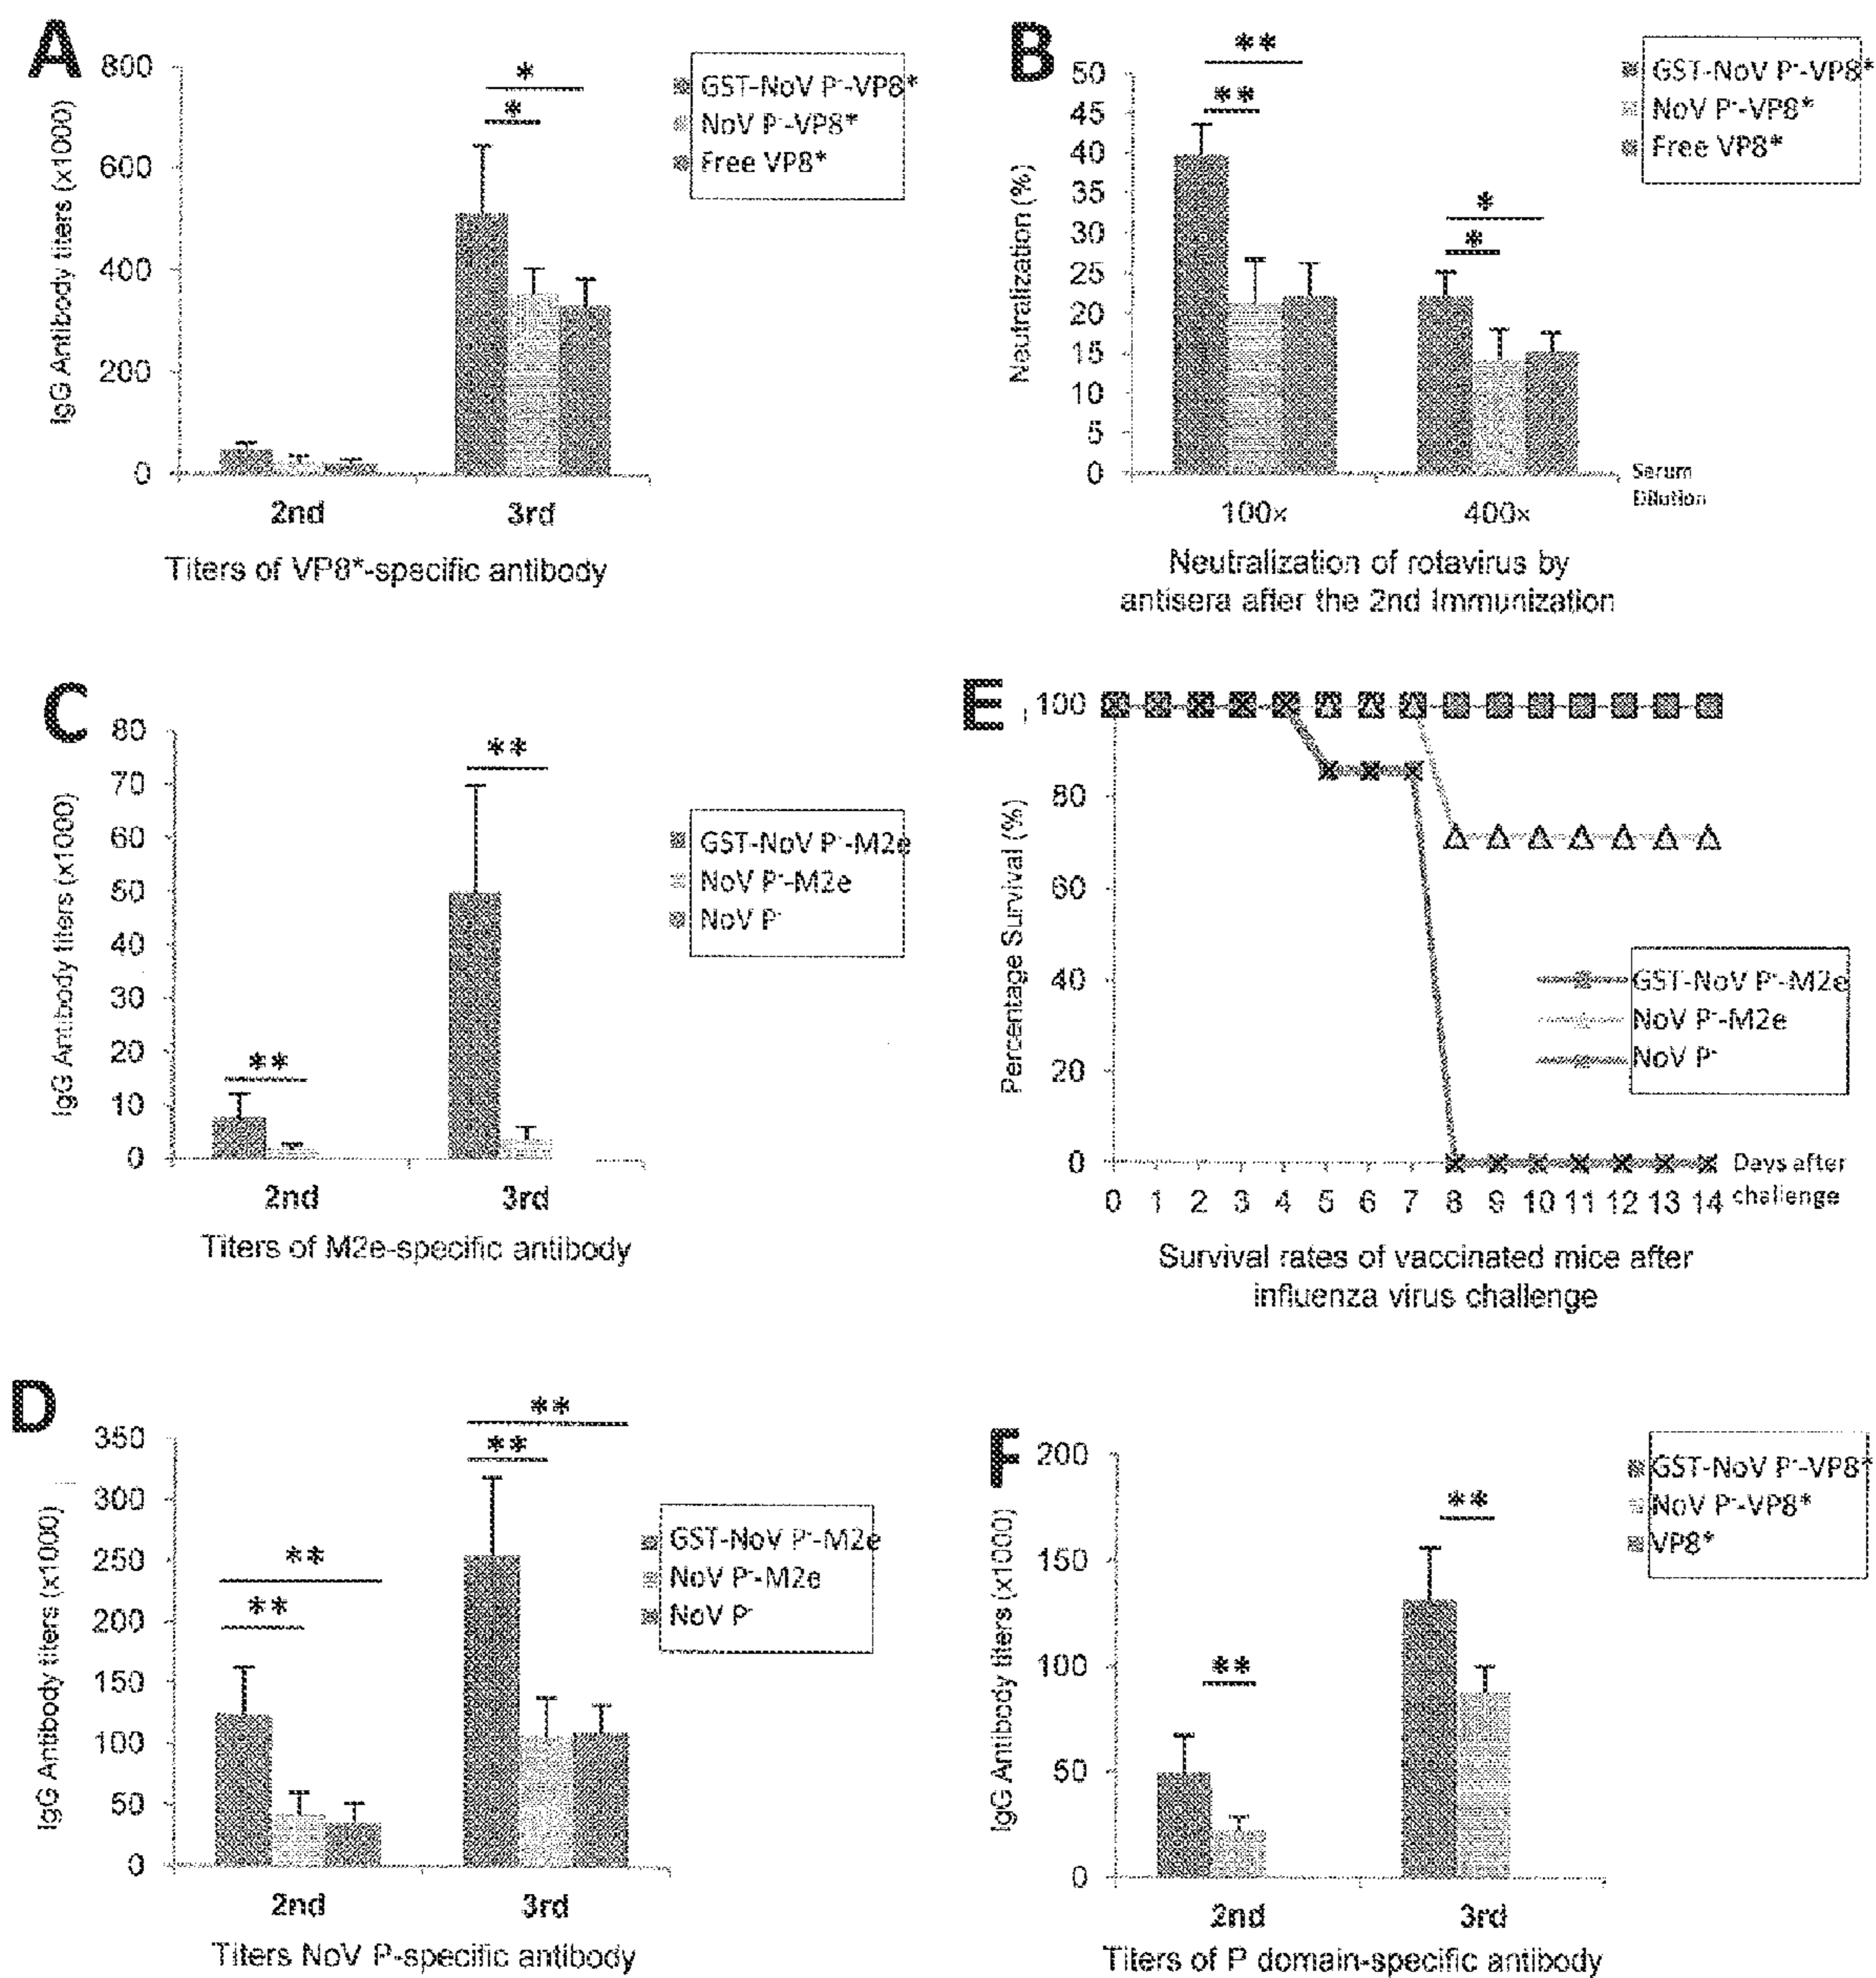 A
IgG Antibody titers (x1000)
800
600
400
200
0
*
*
GST-NoV P⁻-VP8*
NoV P⁻-VP8*
Free VP8*
2nd 3rd
Titers of VP8*-specific antibody
B
Neutralization (%)
50
45
40
35
30
25
20
15
10
5
0
**
**
*
*
GST-NoV P⁻-VP8*
NoV P⁻-VP8*
Free VP8*
100x 400x
Serum
Dilution
Neutralization of rotavirus by
antisera after the 2nd Immunization
C
IgG Antibody titers (x1000)
80
70
60
50
40
30
20
10
0
**
**
GST-NoV P⁻-M2e
NoV P⁻-M2e
NoV P⁻
2nd 3rd
Titers of M2e-specific antibody
E
Percentage Survival (%)
100
80
60
40
20
0
GST-NoV P⁻-M2e
NoV P⁻-M2e
NoV P⁻
0 1 2 3 4 5 6 7 8 9 10 11 12 13 14
Days after
challenge
Survival rates of vaccinated mice after
influenza virus challenge
D
IgG Antibody titers (x1000)
350
300
250
200
150
100
50
0
**
**
**
**
GST-NoV P⁻-M2e
NoV P⁻-M2e
NoV P⁻
2nd 3rd
Titers NoV P-specific antibody
F
IgG Antibody titers (x1000)
200
150
100
50
0
**
**
GST-NoV P⁻-VP8*
NoV P⁻-VP8*
VP8*
2nd 3rd
Titers of P domain-specific antibody